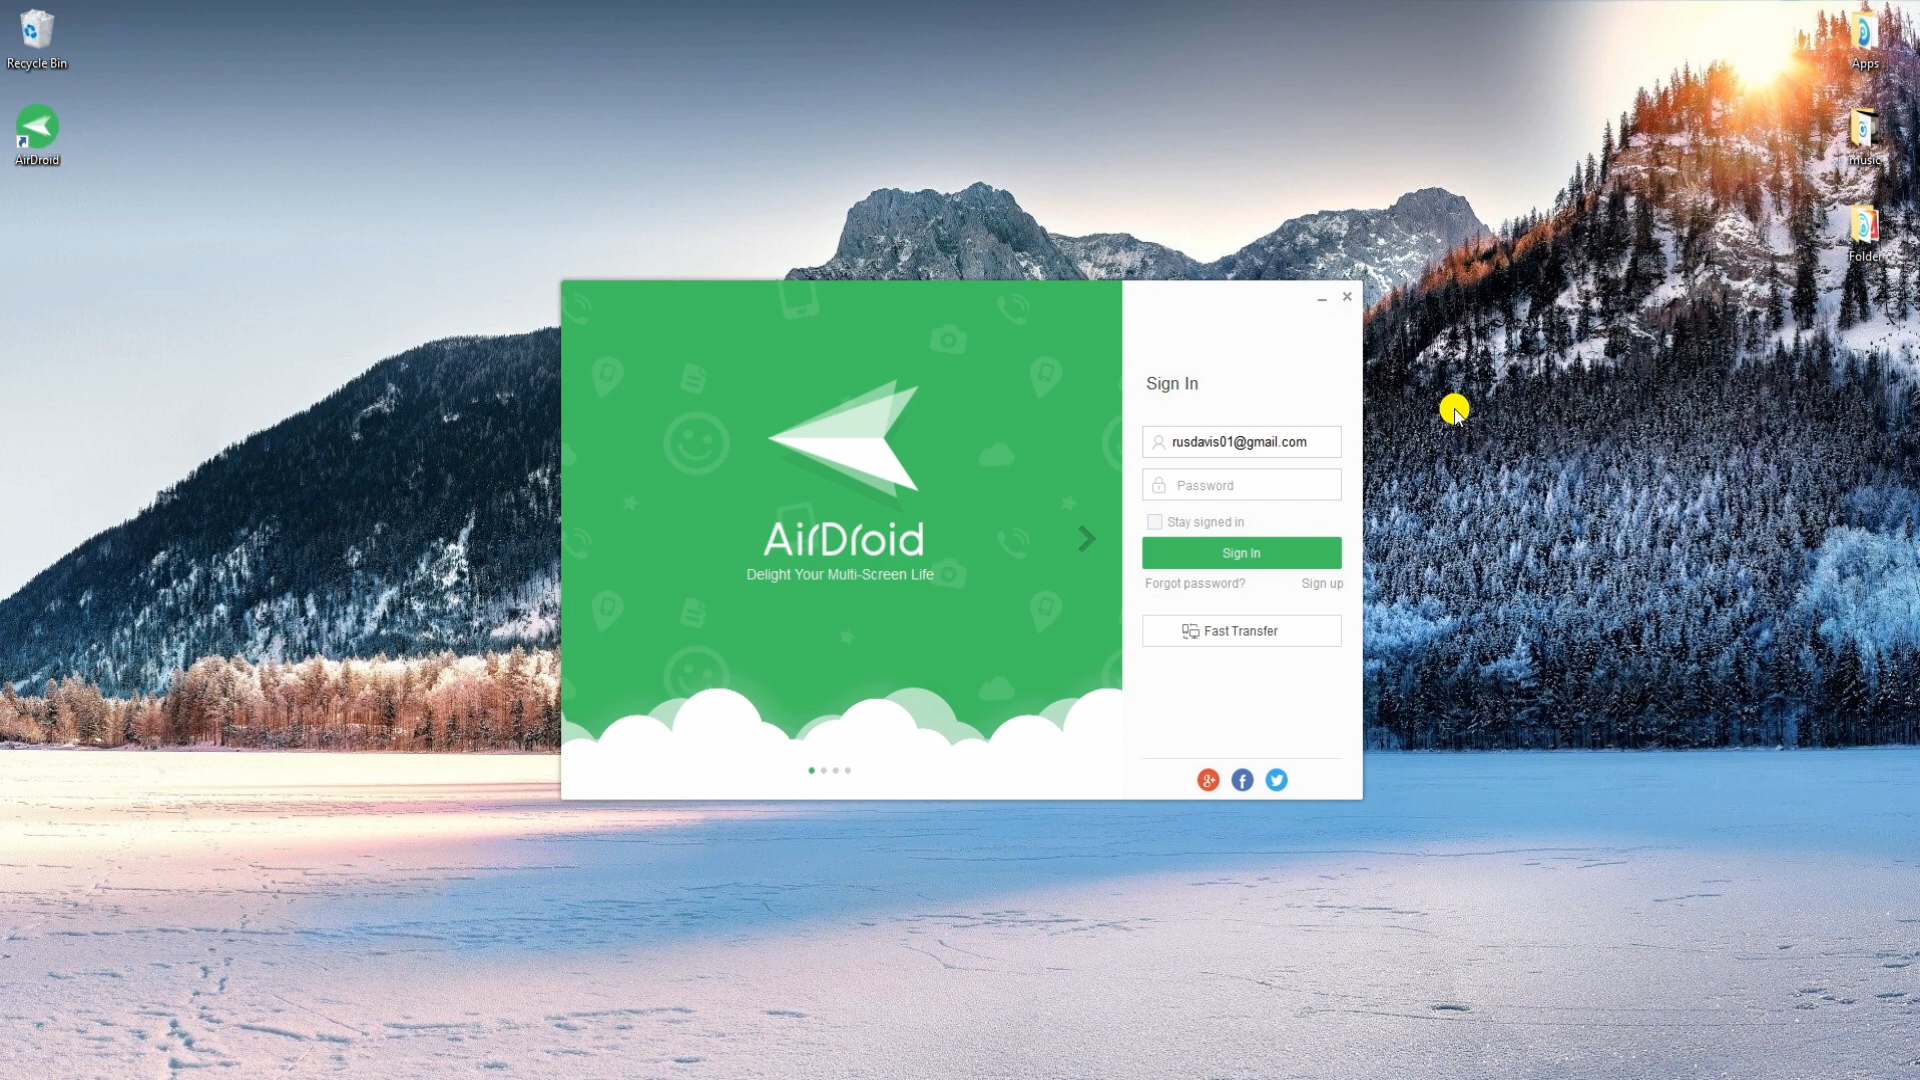 Recycle Bin
AirDroid
Apps
music
Folder
AirDroid
Delight Your Multi-Screen Life
Sign In
rusdavis01@gmail.com
Password
Stay signed in
Sign In
Forgot password? Sign up
Fast Transfer